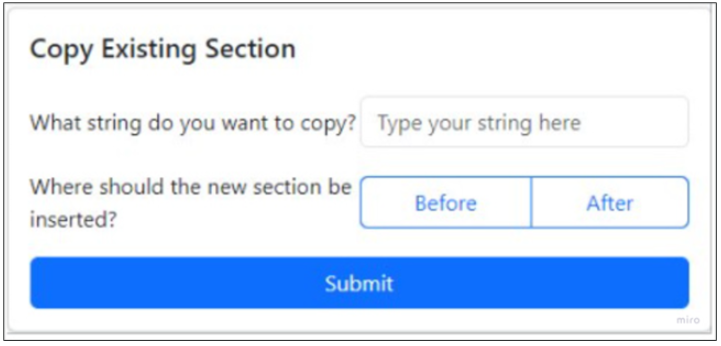 Copy Existing Section
What string do you want to copy? Type your string here
Where should the new section be
inserted?
Before After
Submit
miro